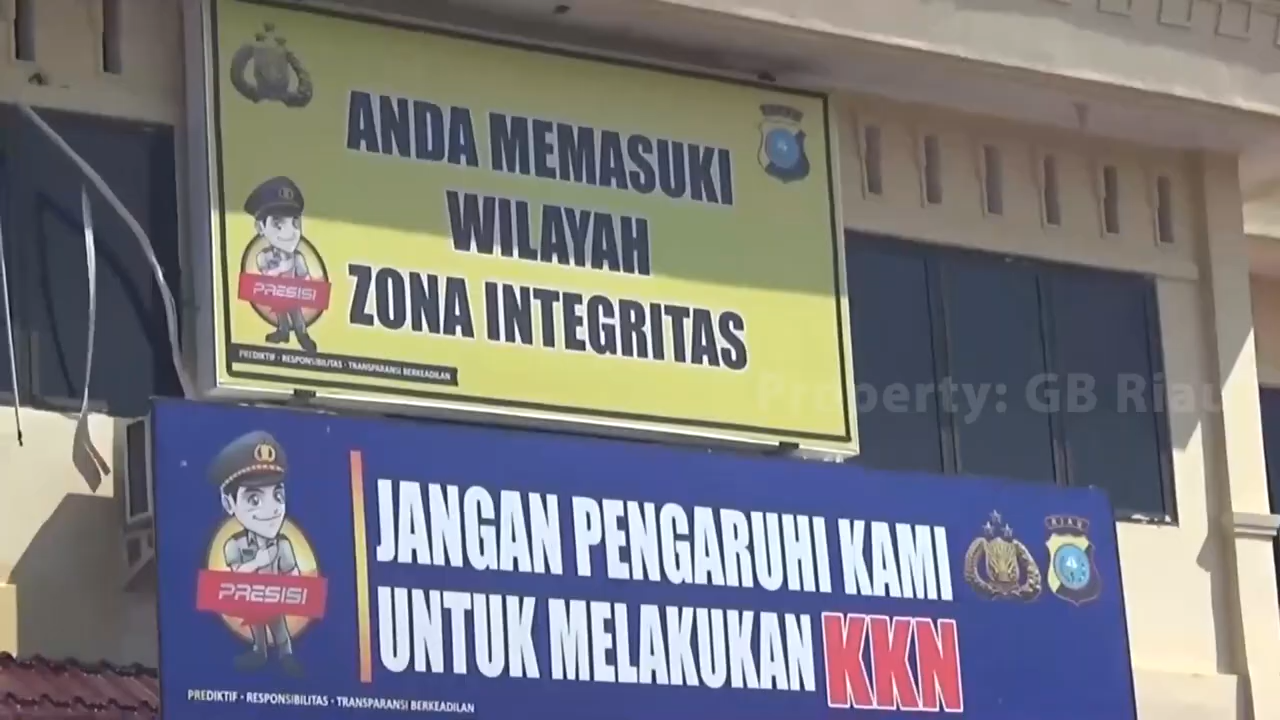 ANDA MEMASUKI
WILAYAH
ZONA INTEGRITAS
PRESISI
PREDIKTIF - RESPONSIBILITAS - TRANSPARANSI BERKEADILAN
Property: GB Riau
JANGAN PENGARUHI KAMI
UNTUK MELAKUKAN KKN
PRESISI
RIAU
PREDIKTIF - RESPONSIBILITAS - TRANSPARANSI BERKEADILAN